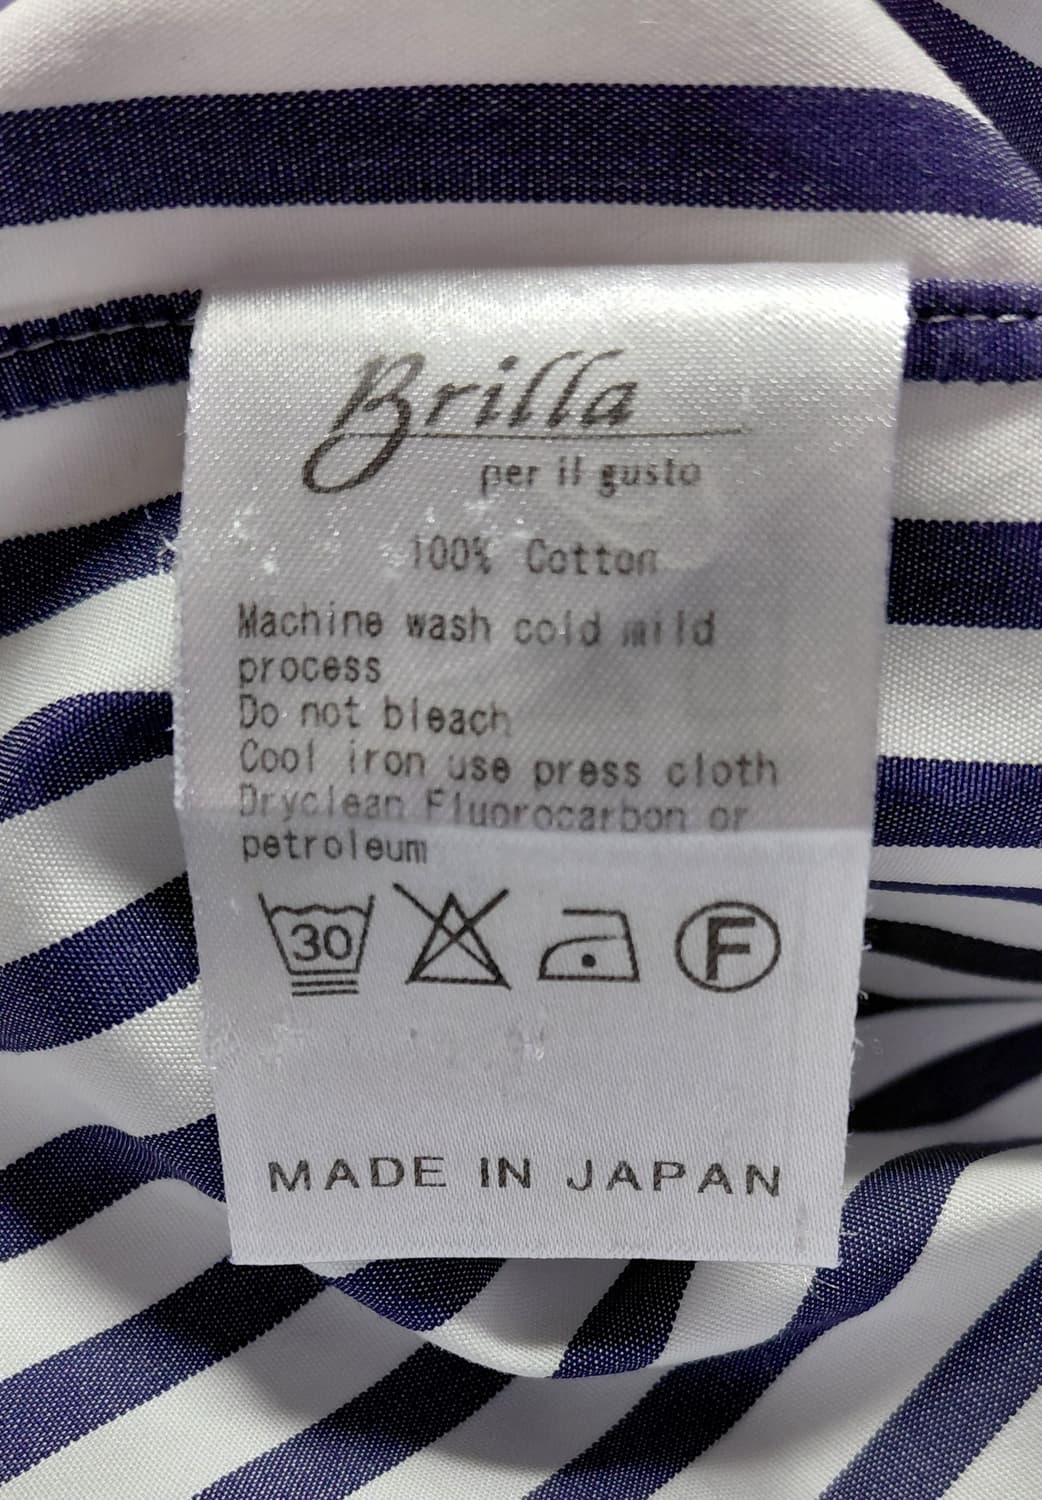 Brilla
per il gusto
100% Cotton
Machine wash cold mild
process
Do not bleach
Cool iron use press cloth
Dryclean Fluorocarbon or
petroleum
30 F
MADE IN JAPAN